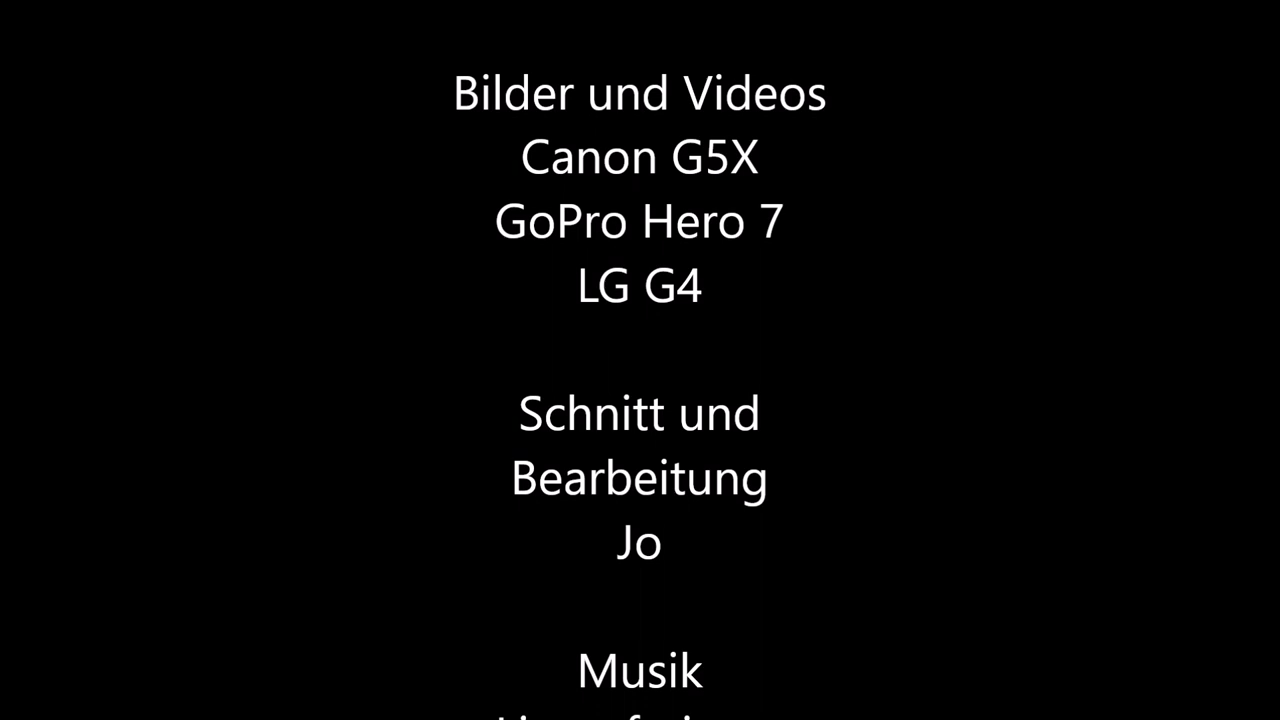 Bilder und Videos
Canon G5X
GoPro Hero 7
LG G4
Schnitt und
Bearbeitung
Jo
Musik